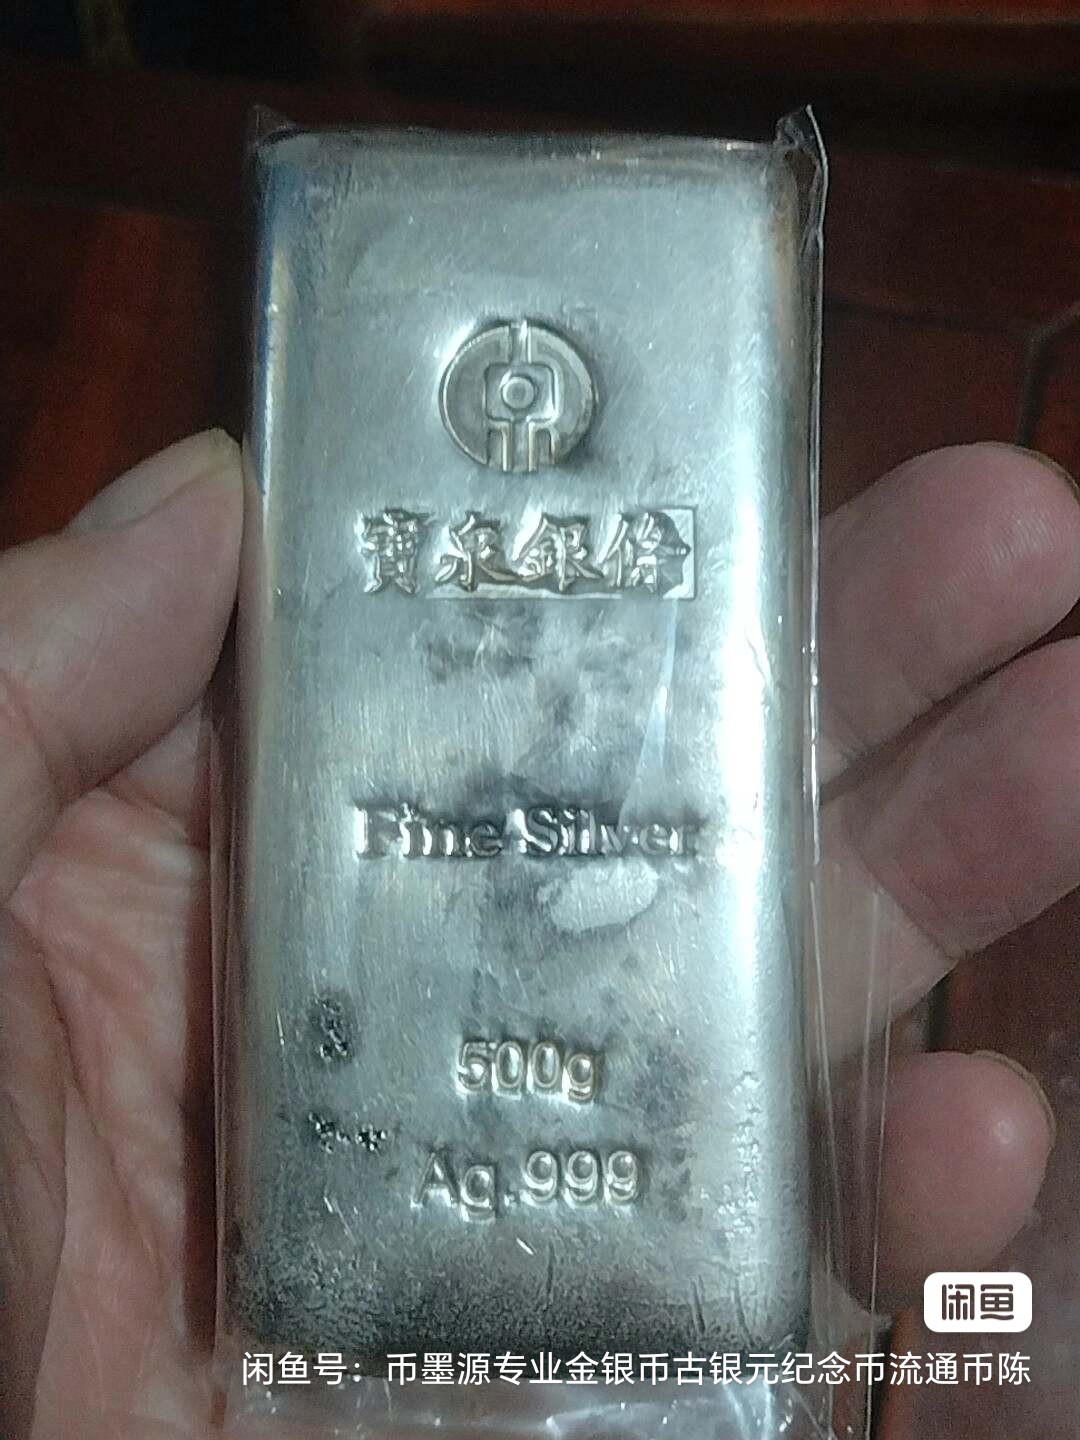 寶泉銀條
Fine Silver
500g
Ag.999
闲鱼
闲鱼号：币墨源专业金银币古银元纪念币流通币陈